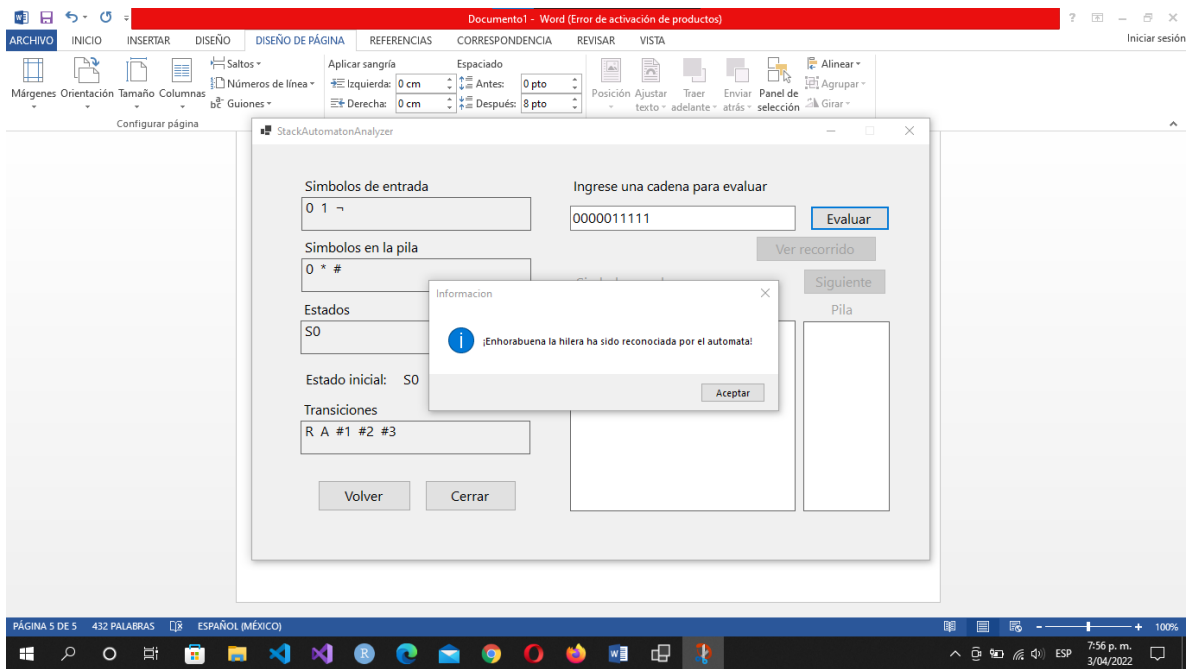 Documento1 - Word (Error de activación de productos)
ARCHIVO INICIO INSERTAR DISEÑO DISEÑO DE PÁGINA REFERENCIAS CORRESPONDENCIA REVISAR VISTA Iniciar sesión
Márgenes Orientación Tamaño Columnas
Saltos
Números de línea
Guiones
Configurar página
Aplicar sangría Espaciado
Izquierda: 0 cm Antes: 0 pto
Derecha: 0 cm Después: 8 pto
Posición Ajustar texto Traer adelante Enviar atrás Panel de selección
Alinear
Agrupar
Girar
StackAutomatonAnalyzer
Simbolos de entrada
0 1 ¬
Simbolos en la pila
0 * #
Estados
S0
Estado inicial: S0
Transiciones
R A #1 #2 #3
Volver Cerrar
Ingrese una cadena para evaluar
0000011111 Evaluar
Ver recorrido
Siguiente
Pila
Informacion
¡Enhorabuena la hilera ha sido reconociada por el automata!
Aceptar
PÁGINA 5 DE 5 432 PALABRAS ESPAÑOL (MÉXICO) 100%
ESP 7:56 p. m.
3/04/2022